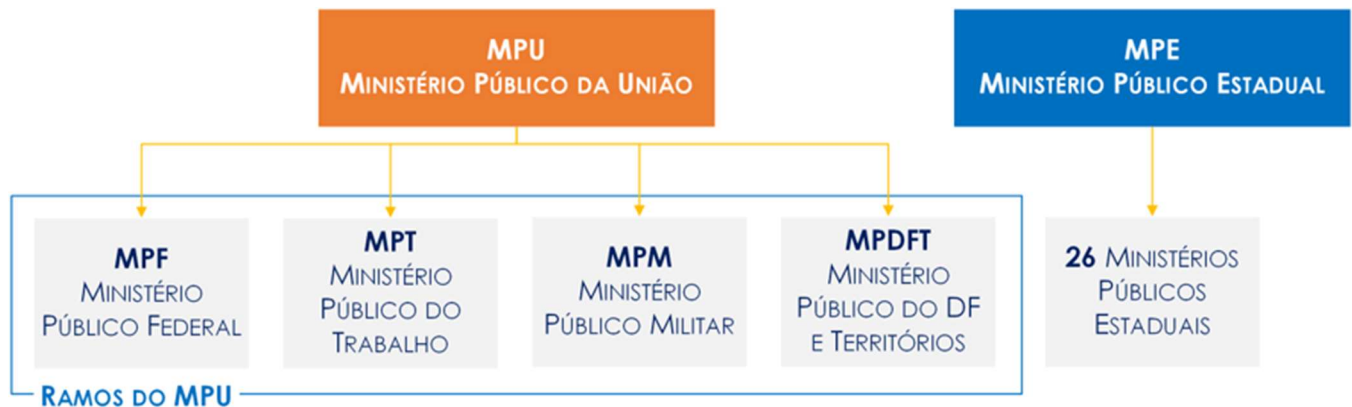 MPU
Ministério Público da União
MPE
Ministério Público Estadual
MPF
Ministério
Público Federal
MPT
Ministério
Público do
Trabalho
MPM
Ministério
Público Militar
MPDFT
Ministério
Público do DF
e Territórios
26 Ministérios
Públicos
Estaduais
Ramos do MPU